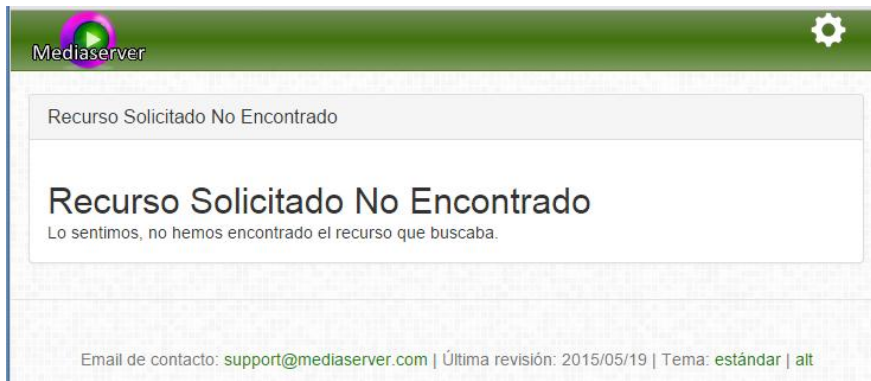 Mediaserver
Recurso Solicitado No Encontrado
Recurso Solicitado No Encontrado
Lo sentimos, no hemos encontrado el recurso que buscaba.
Email de contacto: support@mediaserver.com | Última revisión: 2015/05/19 | Tema: estándar | alt